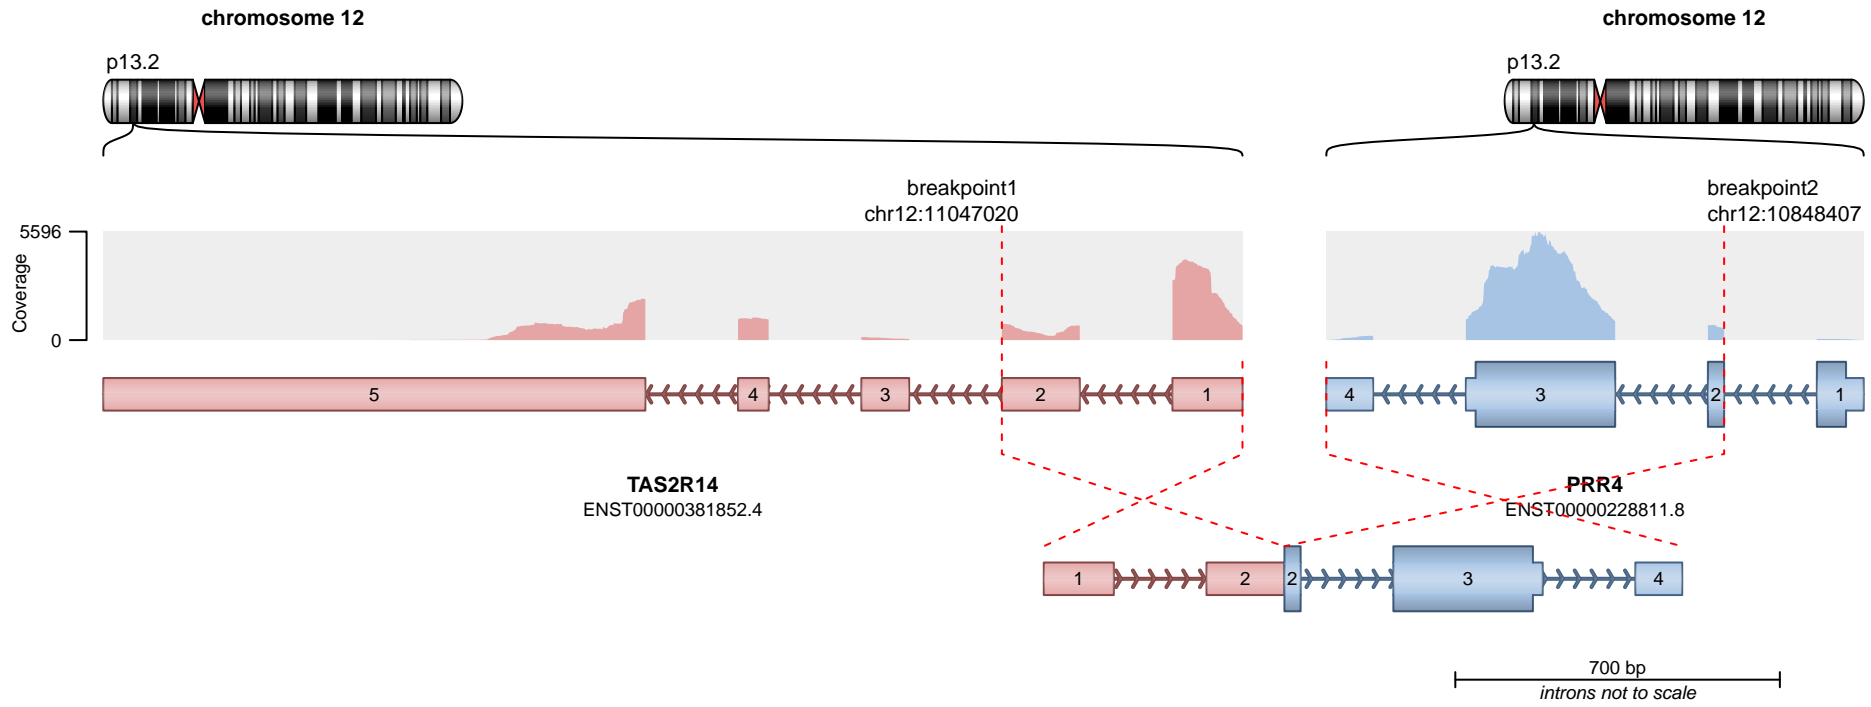 chromosome 12
chromosome 12
p13.2
p13.2
breakpoint1
chr12:11047020
breakpoint2
chr12:10848407
5596
Coverage
0
5
4
3
2
1
4
3
2
1
TAS2R14
ENST00000381852.4
PRR4
ENST00000228811.8
1
2
2
3
4
700 bp
introns not to scale